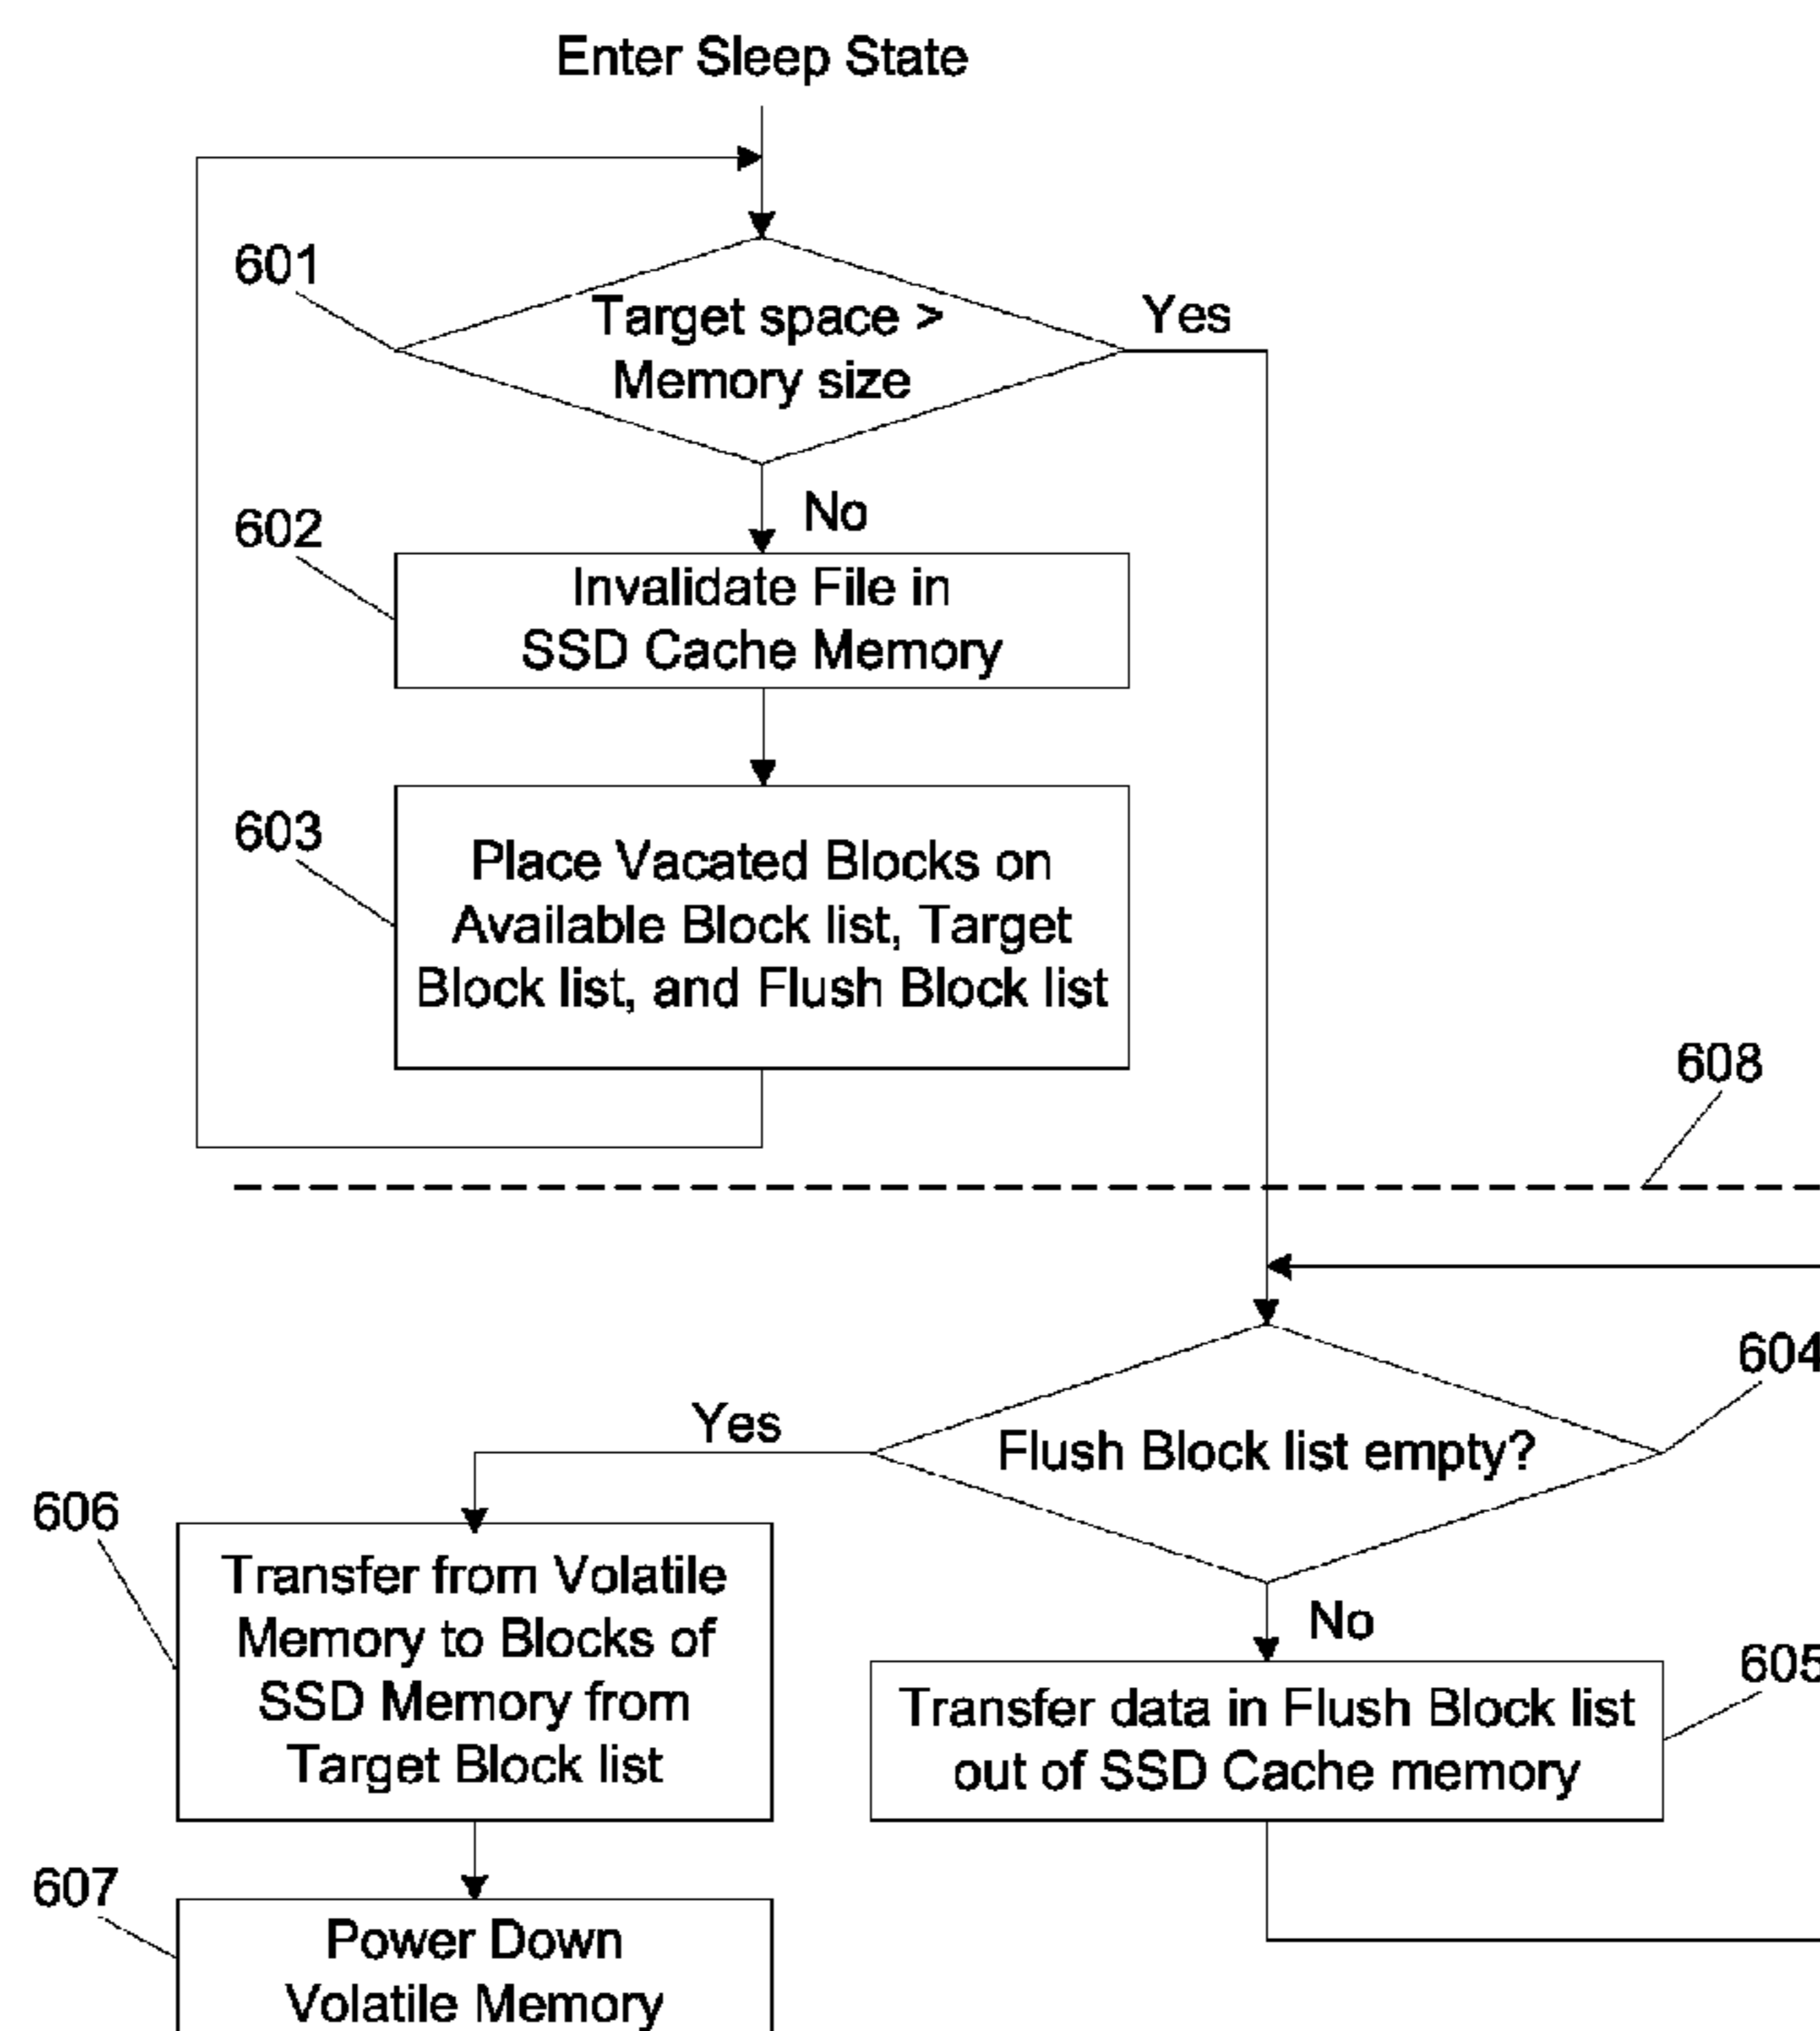 Enter Sleep State
601
Target space >
Memory size
Yes
No
602
Invalidate File in
SSD Cache Memory
603
Place Vacated Blocks on
Available Block list, Target
Block list, and Flush Block list
608
604
Flush Block list empty?
Yes
No
606
Transfer from Volatile
Memory to Blocks of
SSD Memory from
Target Block list
605
Transfer data in Flush Block list
out of SSD Cache memory
607
Power Down
Volatile Memory